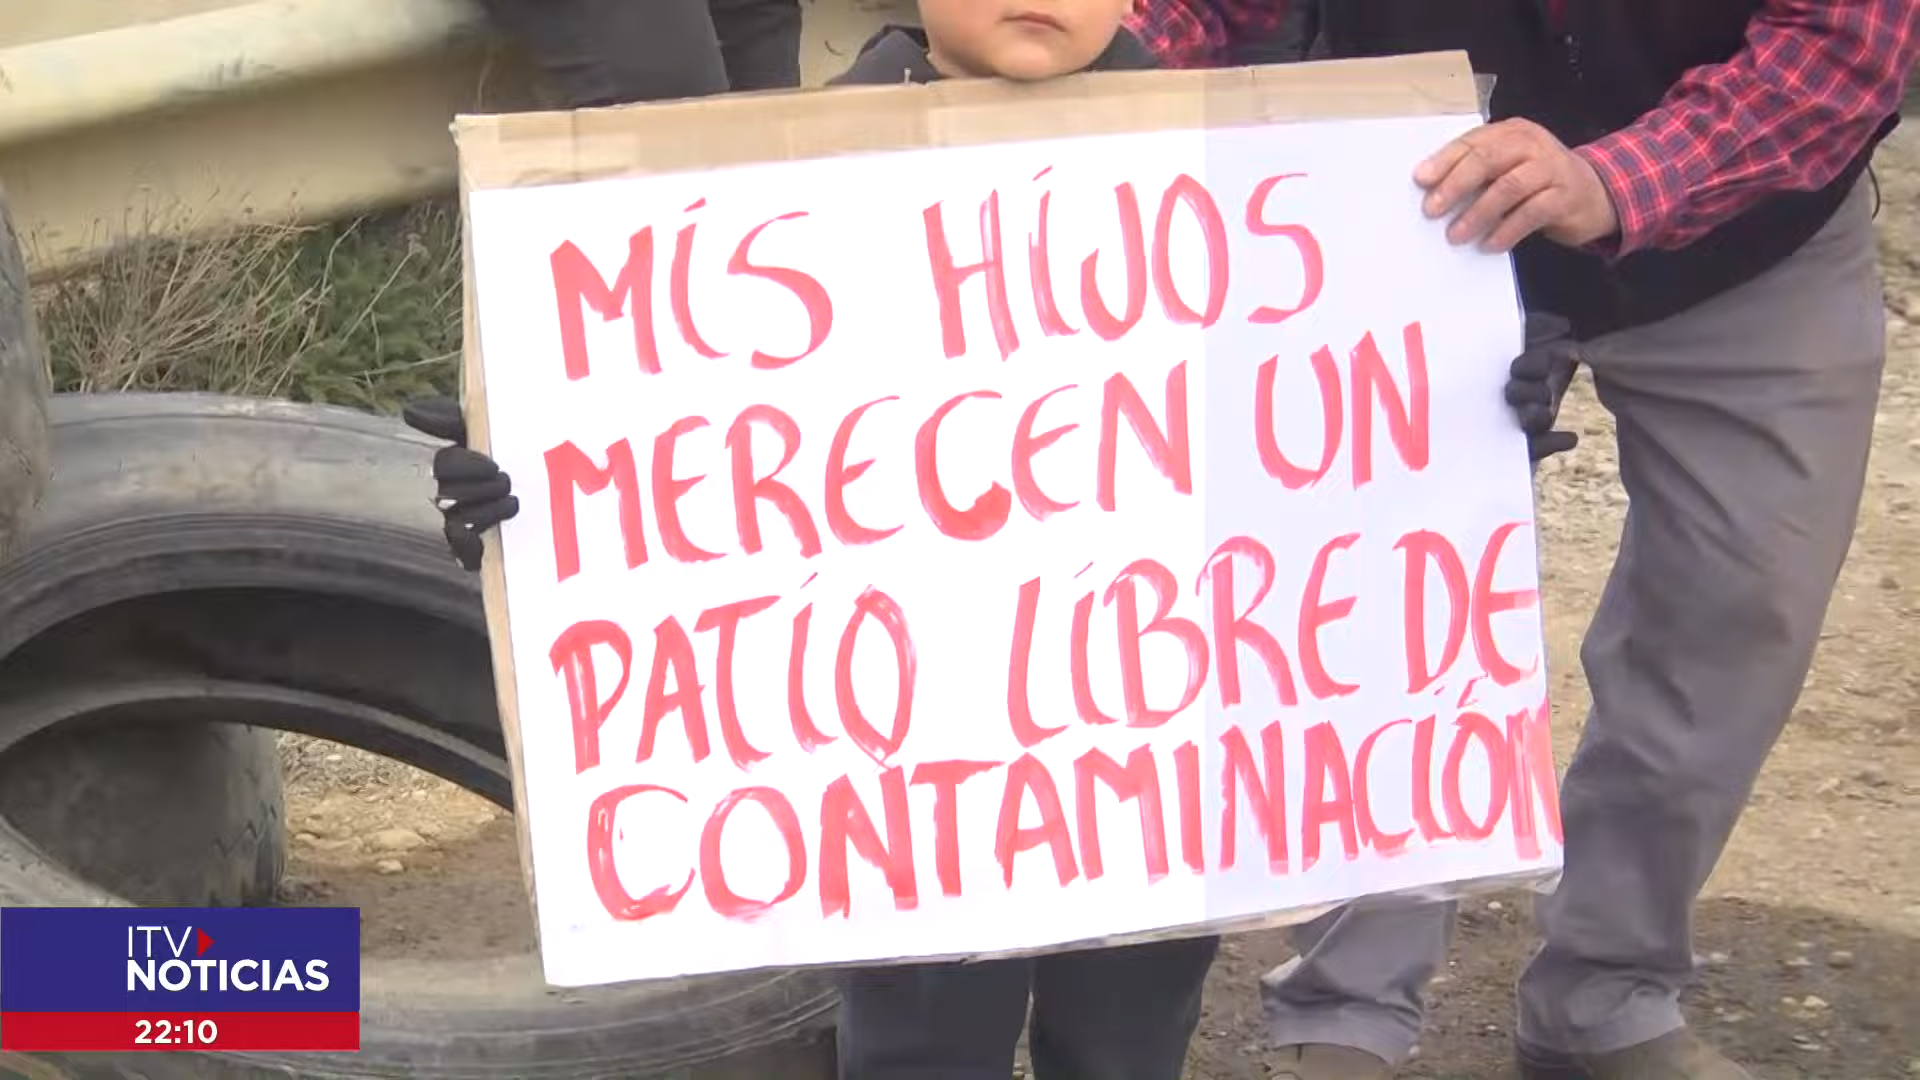 MIS HIJOS
MERECEN UN
PATIO LIBRE DE
CONTAMINACIÓN
ITV
NOTICIAS
22:10